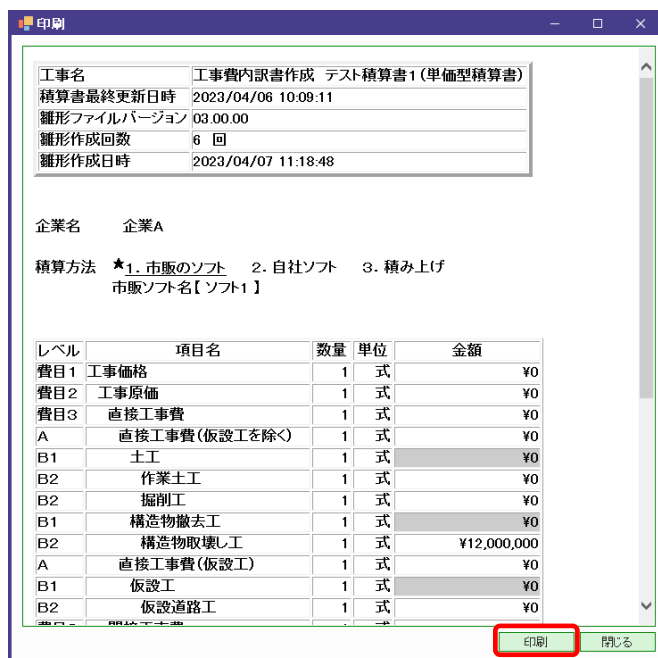 印刷
工事名 工事費内訳書作成 テスト積算書1(単価型積算書)
積算書最終更新日時 2023/04/06 10:09:11
雛形ファイルバージョン 03.00.00
雛形作成回数 6 回
雛形作成日時 2023/04/07 11:18:48
企業名 企業A
積算方法 ★1. 市販のソフト 2. 自社ソフト 3. 積み上げ
市販ソフト名【 ソフト1 】
レベル 項目名 数量 単位 金額
費目1 工事価格 1 式 ¥0
費目2 工事原価 1 式 ¥0
費目3 直接工事費 1 式 ¥0
A 直接工事費(仮設工を除く) 1 式 ¥0
B1 土工 1 式 ¥0
B2 作業土工 1 式 ¥0
B2 掘削工 1 式 ¥0
B1 構造物撤去工 1 式 ¥0
B2 構造物取壊し工 1 式 ¥12,000,000
A 直接工事費(仮設工) 1 式 ¥0
B1 仮設工 1 式 ¥0
B2 仮設道路工 1 式 ¥0
印刷 閉じる